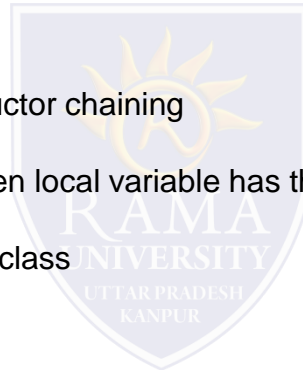 uctor chaining
en local variable has th
class
RAMA
UNIVERSITY
UTTAR PRADESH
KANPUR